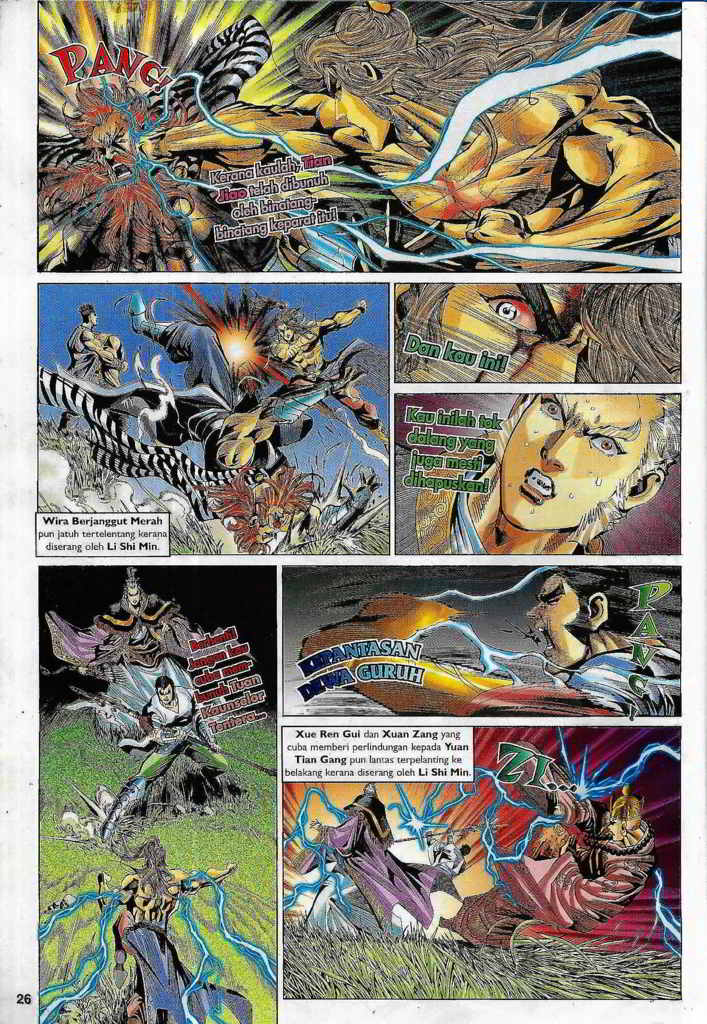 PANG!
Kerana kaulah, Tian
Jiao telah dibunuh
oleh binatang-
binatang keparat itu!
Wira Berjanggut Merah
pun jatuh tertelentang kerana
diserang oleh Li Shi Min.
Dan kau ini!
Kau inilah tok
dalang yang
juga mesti
dihapuskan!
Berhenti!
Jangan kau
cuba mem-
bunuh Tuan
Kaunselor
Tentera...
KEPANTASAN
DEWA GURUH
PANG!
Xue Ren Gui dan Xuan Zang yang
cuba memberi perlindungan kepada Yuan
Tian Gang pun lantas terpelanting ke
belakang kerana diserang oleh Li Shi Min.
ZI...
26